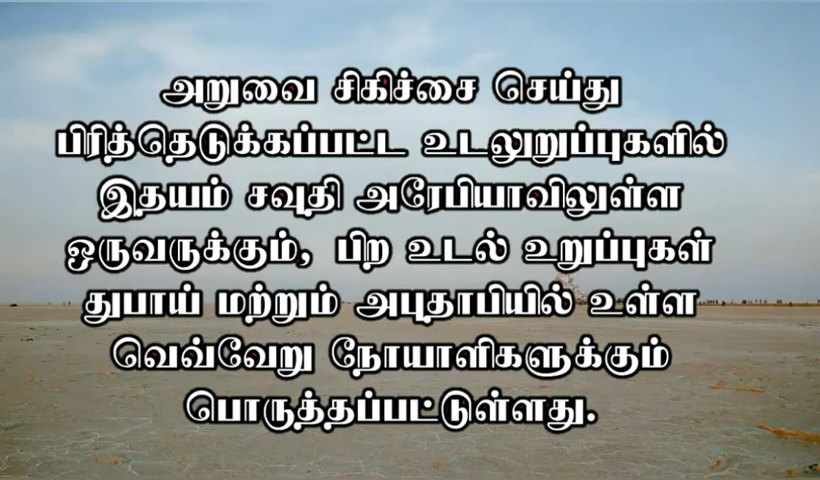 அறுவை சிகிச்சை செய்து
பிரித்தெடுக்கப்பட்ட உடலுறுப்புகளில்
இதயம் சவுதி அரேபியாவிலுள்ள
ஒருவருக்கும், பிற உடல் உறுப்புகள்
துபாய் மற்றும் அபுதாபியில் உள்ள
வெவ்வேறு நோயாளிகளுக்கும்
பொருத்தப்பட்டுள்ளது.